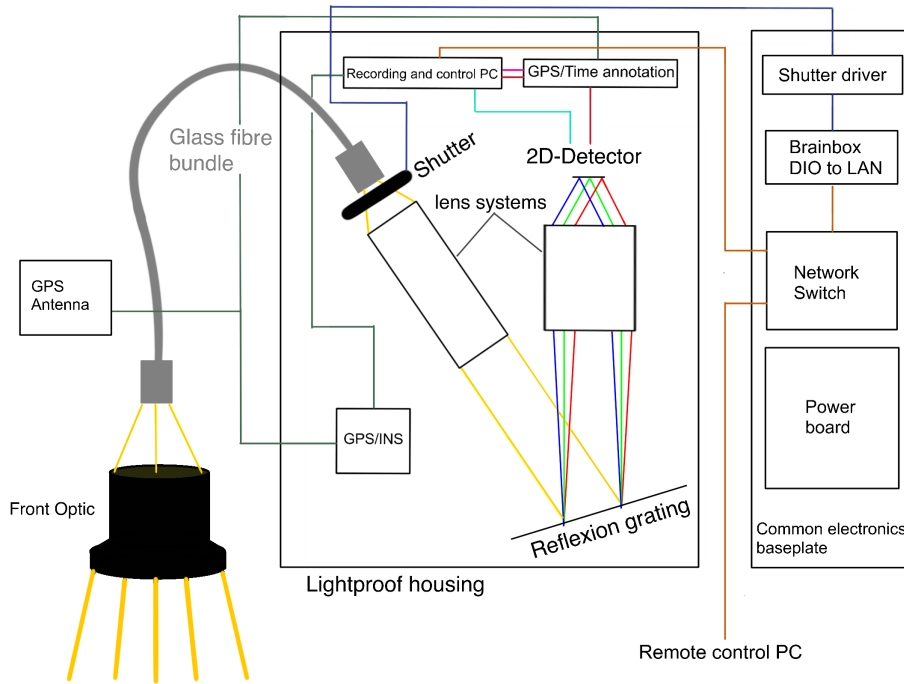 Recording and control PC
GPS/Time annotation
Shutter driver
Glass fibre
bundle
Shutter
2D-Detector
Brainbox
DIO to LAN
lens systems
GPS
Antenna
Network
Switch
GPS/INS
Power
board
Front Optic
Reflexion grating
Common electronics
baseplate
Lightproof housing
Remote control PC